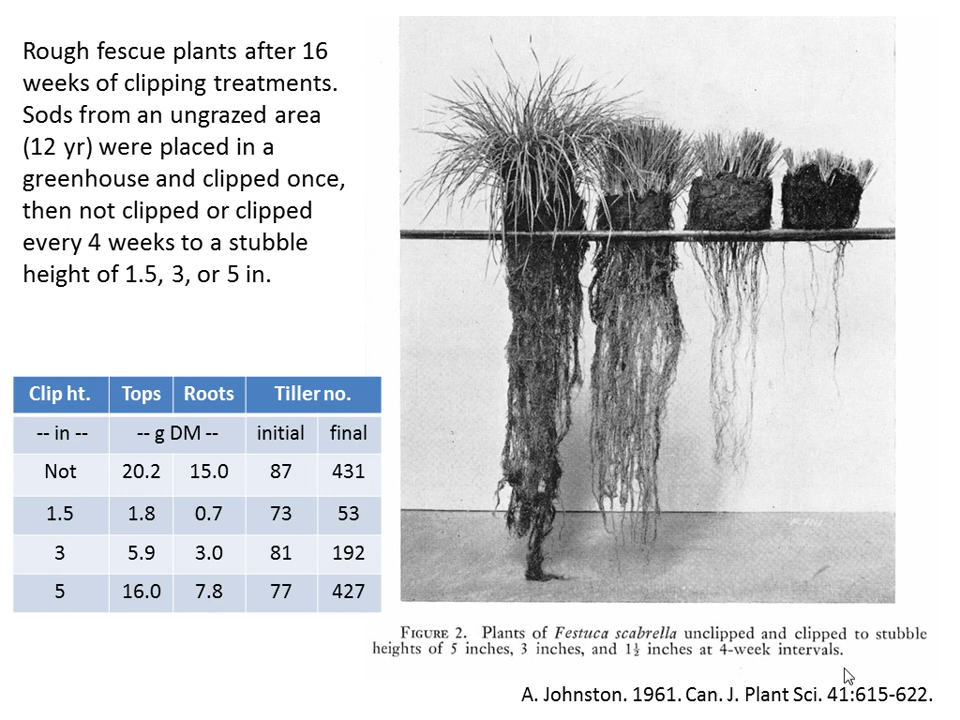 Rough fescue plants after 16
weeks of clipping treatments.
Sods from an ungrazed area
(12 yr) were placed in a
greenhouse and clipped once,
then not clipped or clipped
every 4 weeks to a stubble
height of 1.5, 3, or 5 in.
Clip ht. Tops Roots Tiller no.
-- in -- -- g DM -- initial final
Not 20.2 15.0 87 431
1.5 1.8 0.7 73 53
3 5.9 3.0 81 192
5 16.0 7.8 77 427
FIGURE 2. Plants of Festuca scabrella unclipped and clipped to stubble
heights of 5 inches, 3 inches, and 1½ inches at 4-week intervals.
A. Johnston. 1961. Can. J. Plant Sci. 41:615-622.